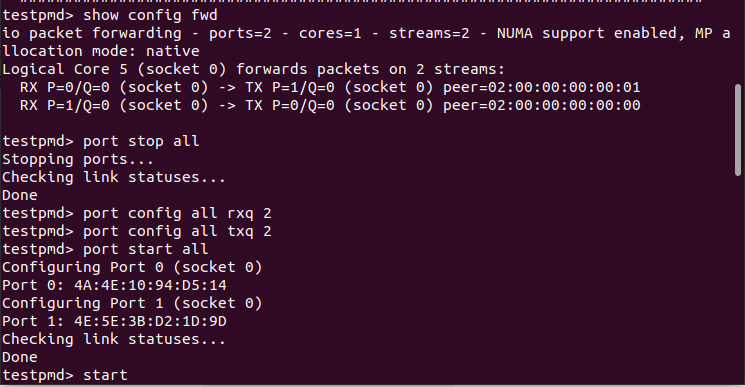 testpmd> show config fwd
io packet forwarding - ports=2 - cores=1 - streams=2 - NUMA support enabled, MP a
llocation mode: native
Logical Core 5 (socket 0) forwards packets on 2 streams:
  RX P=0/Q=0 (socket 0) -> TX P=1/Q=0 (socket 0) peer=02:00:00:00:00:01
  RX P=1/Q=0 (socket 0) -> TX P=0/Q=0 (socket 0) peer=02:00:00:00:00:00

testpmd> port stop all
Stopping ports...
Checking link statuses...
Done
testpmd> port config all rxq 2
testpmd> port config all txq 2
testpmd> port start all
Configuring Port 0 (socket 0)
Port 0: 4A:4E:10:94:D5:14
Configuring Port 1 (socket 0)
Port 1: 4E:5E:3B:D2:1D:9D
Checking link statuses...
Done
testpmd> start